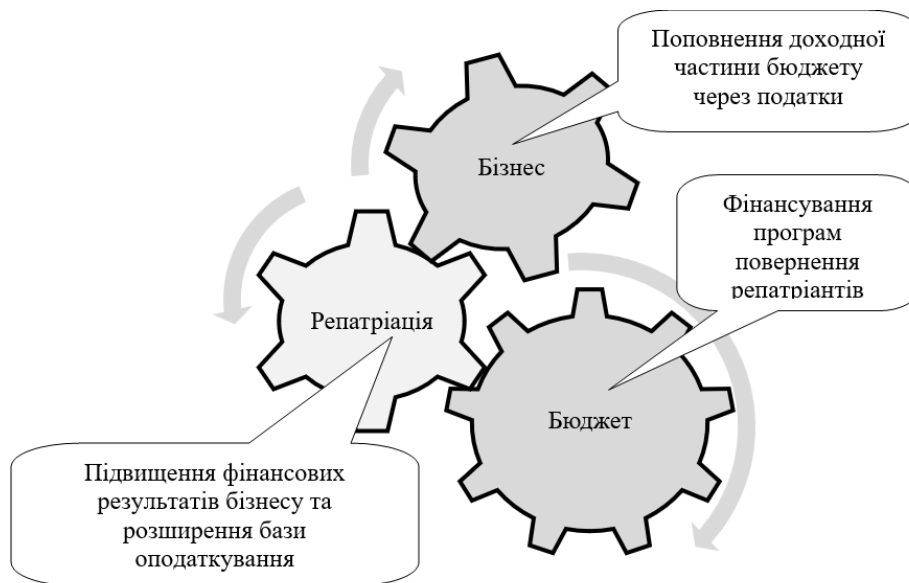 Поповнення доходної
частини бюджету
через податки
Бізнес
Фінансування
програм
повернення
репатріантів
Репатріація
Бюджет
Підвищення фінансових
результатів бізнесу та
розширення бази
оподаткування